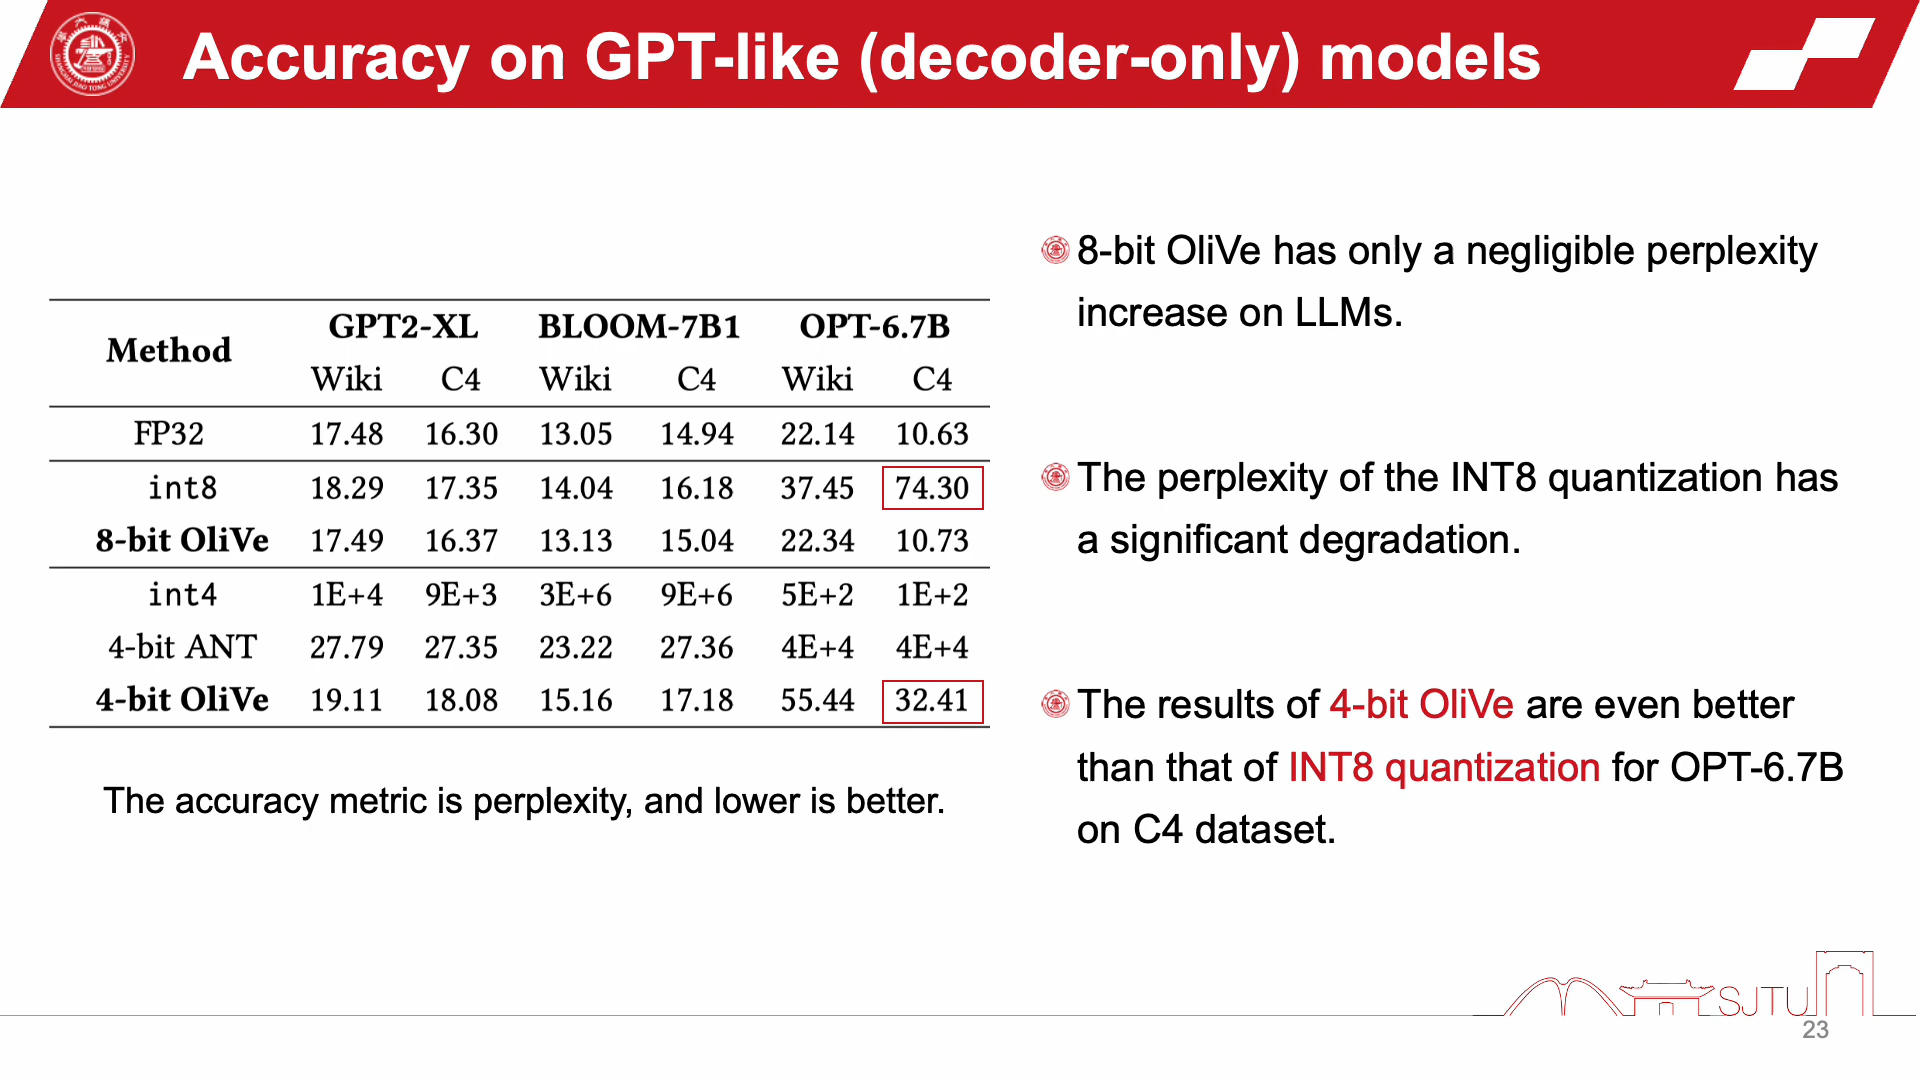 Accuracy on GPT-like (decoder-only) models
Method GPT2-XL BLOOM-7B1 OPT-6.7B
Wiki C4 Wiki C4 Wiki C4
FP32 17.48 16.30 13.05 14.94 22.14 10.63
int8 18.29 17.35 14.04 16.18 37.45 74.30
8-bit OliVe 17.49 16.37 13.13 15.04 22.34 10.73
int4 1E+4 9E+3 3E+6 9E+6 5E+2 1E+2
4-bit ANT 27.79 27.35 23.22 27.36 4E+4 4E+4
4-bit OliVe 19.11 18.08 15.16 17.18 55.44 32.41
The accuracy metric is perplexity, and lower is better.
8-bit OliVe has only a negligible perplexity
increase on LLMs.
The perplexity of the INT8 quantization has
a significant degradation.
The results of 4-bit OliVe are even better
than that of INT8 quantization for OPT-6.7B
on C4 dataset.
SJTU
23